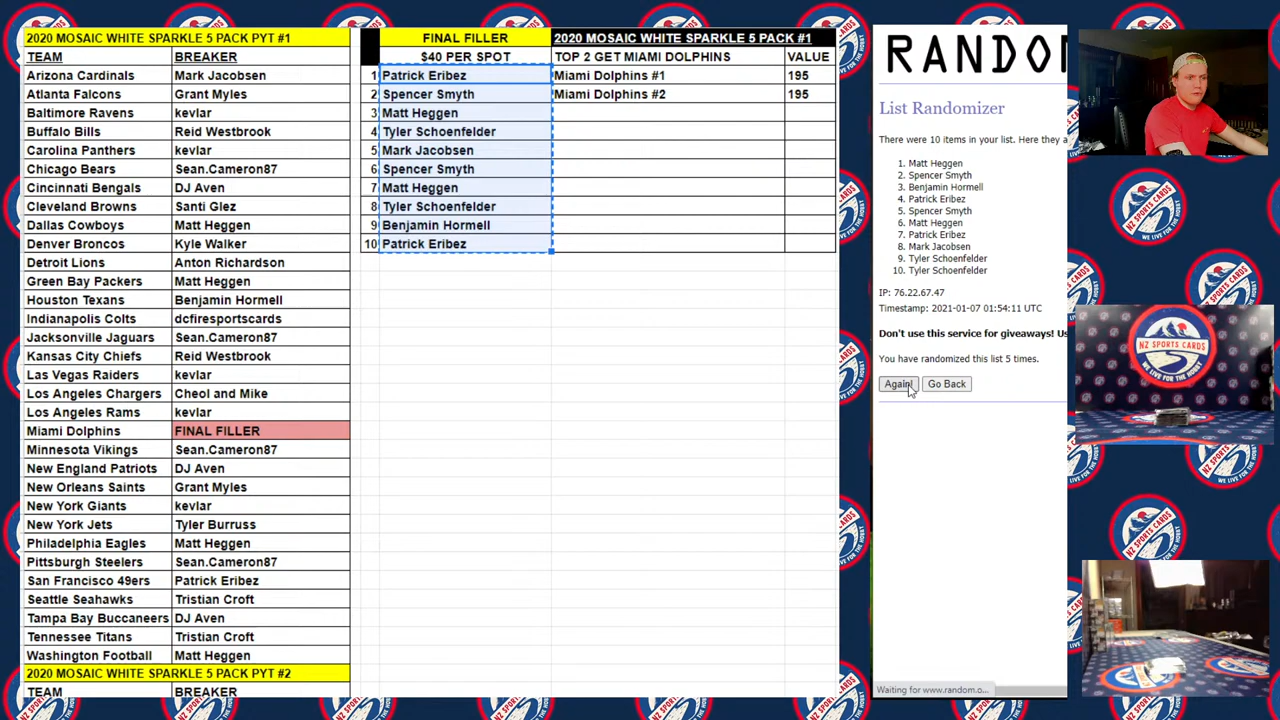 2020 MOSAIC WHITE SPARKLE 5 PACK PYT #1
TEAM BREAKER
Arizona Cardinals Mark Jacobsen
Atlanta Falcons Grant Myles
Baltimore Ravens kevlar
Buffalo Bills Reid Westbrook
Carolina Panthers kevlar
Chicago Bears Sean.Cameron87
Cincinnati Bengals DJ Aven
Cleveland Browns Santi Glez
Dallas Cowboys Matt Heggen
Denver Broncos Kyle Walker
Detroit Lions Anton Richardson
Green Bay Packers Matt Heggen
Houston Texans Benjamin Hormell
Indianapolis Colts dcfiresportscards
Jacksonville Jaguars Sean.Cameron87
Kansas City Chiefs Reid Westbrook
Las Vegas Raiders kevlar
Los Angeles Chargers Cheol and Mike
Los Angeles Rams kevlar
Miami Dolphins FINAL FILLER
Minnesota Vikings Sean.Cameron87
New England Patriots DJ Aven
New Orleans Saints Grant Myles
New York Giants kevlar
New York Jets Tyler Burruss
Philadelphia Eagles Matt Heggen
Pittsburgh Steelers Sean.Cameron87
San Francisco 49ers Patrick Eribez
Seattle Seahawks Tristian Croft
Tampa Bay Buccaneers DJ Aven
Tennessee Titans Tristian Croft
Washington Football Matt Heggen
2020 MOSAIC WHITE SPARKLE 5 PACK PYT #2
TEAM BREAKER
FINAL FILLER 2020 MOSAIC WHITE SPARKLE 5 PACK #1
$40 PER SPOT TOP 2 GET MIAMI DOLPHINS VALUE
1 Patrick Eribez Miami Dolphins #1 195
2 Spencer Smyth Miami Dolphins #2 195
3 Matt Heggen
4 Tyler Schoenfelder
5 Mark Jacobsen
6 Spencer Smyth
7 Matt Heggen
8 Tyler Schoenfelder
9 Benjamin Hormell
10 Patrick Eribez
RANDO
List Randomizer
There were 10 items in your list. Here they a
1. Matt Heggen
2. Spencer Smyth
3. Benjamin Hormell
4. Patrick Eribez
5. Spencer Smyth
6. Matt Heggen
7. Patrick Eribez
8. Mark Jacobsen
9. Tyler Schoenfelder
10. Tyler Schoenfelder
IP: 76.22.67.47
Timestamp: 2021-01-07 01:54:11 UTC
Don't use this service for giveaways! Us
You have randomized this list 5 times.
Again! Go Back
Waiting for www.random.o...
NZ SPORTS CARDS
WE LIVE FOR THE HOBBY